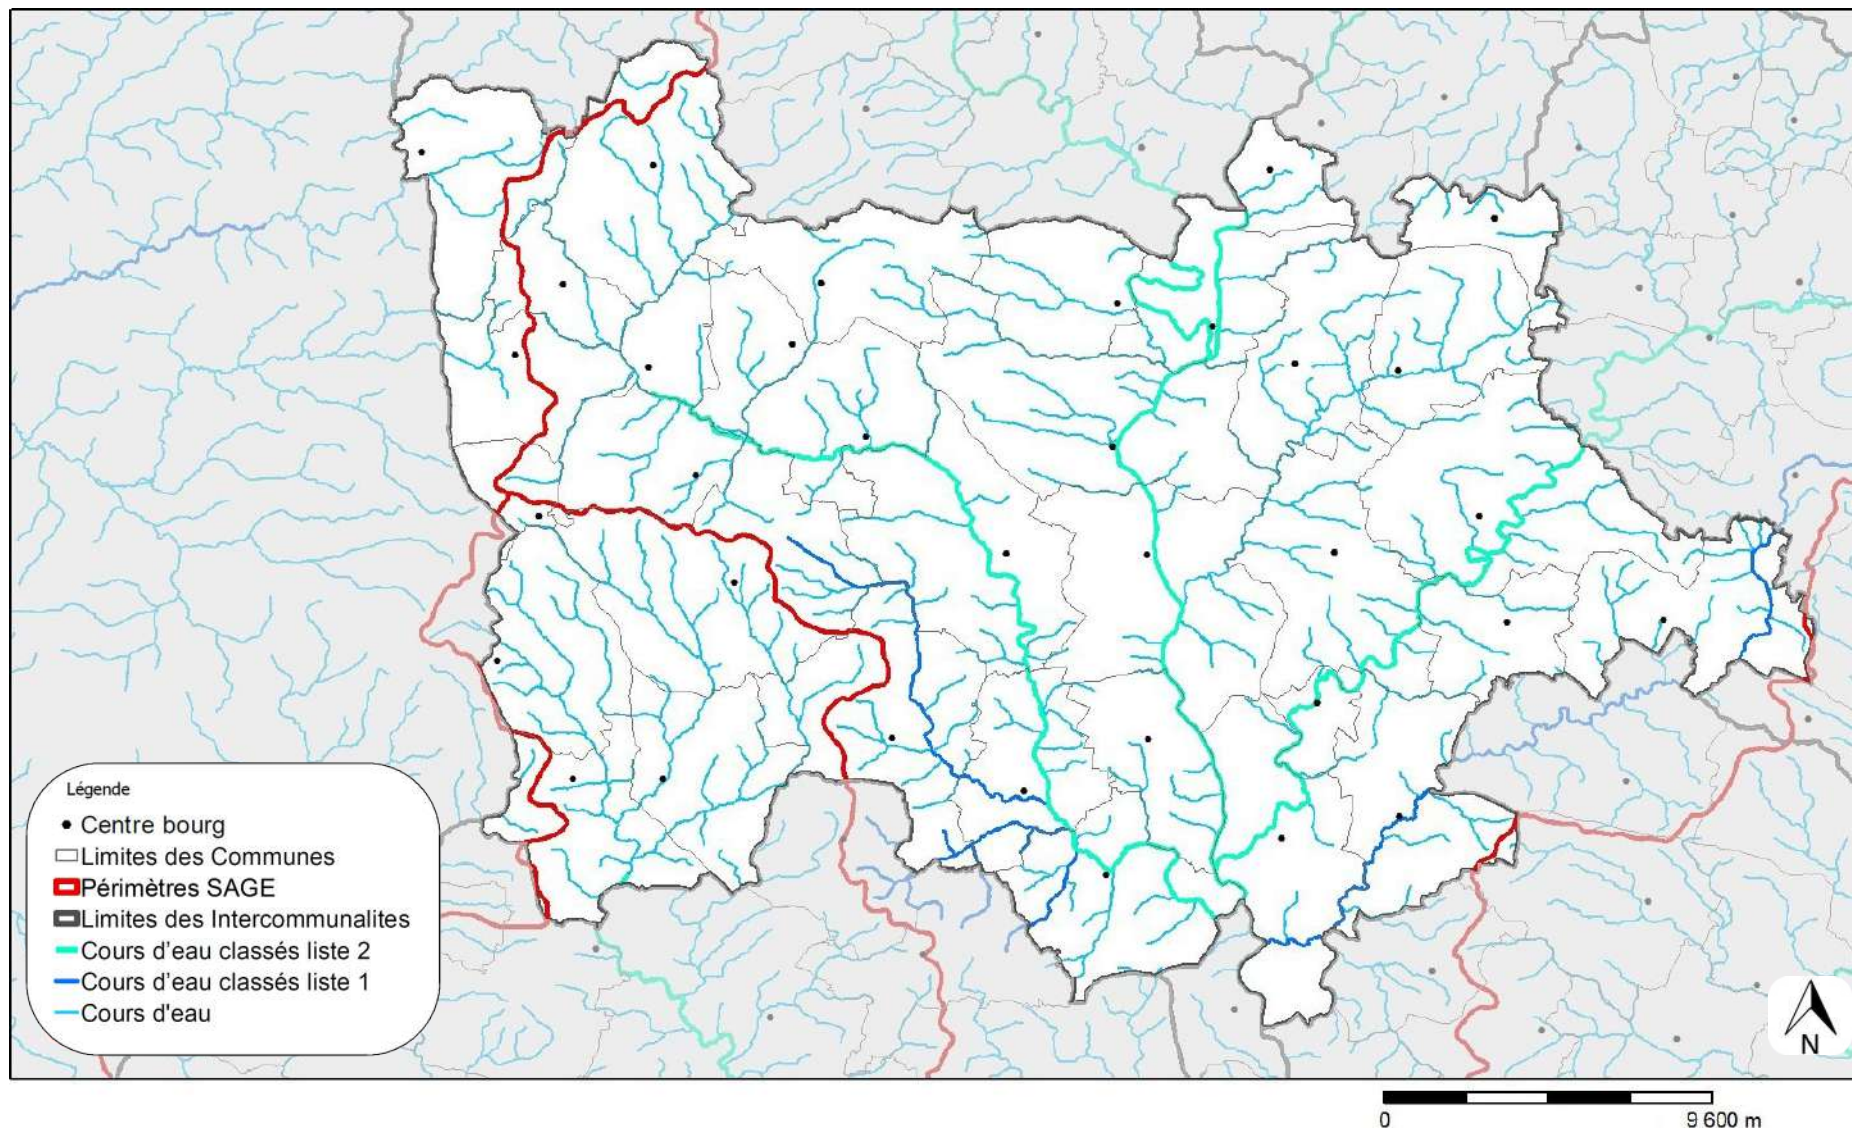 Légende
Centre bourg
Limites des Communes
Périmètres SAGE
Limites des Intercommunalites
Cours d'eau classés liste 2
Cours d'eau classés liste 1
Cours d'eau
N
0 9 600 m